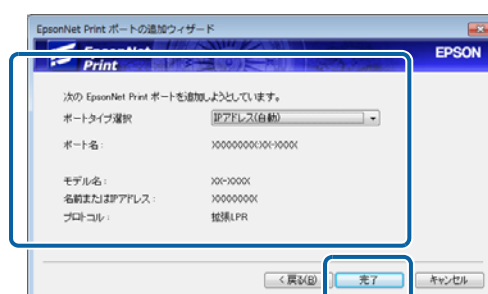 EpsonNet Print ポートの追加ウィザード
EpsonNet
Print
EPSON
次の EpsonNet Print ポートを追加しようとしています。
ポートタイプ選択 IPアドレス(自動)
ポート名: XXXXXXXX:XX-XXXX
モデル名: XX-XXXX
名前またはIPアドレス: XXXXXXXX
プロトコル: 拡張LPR
< 戻る(B) 完了 キャンセル